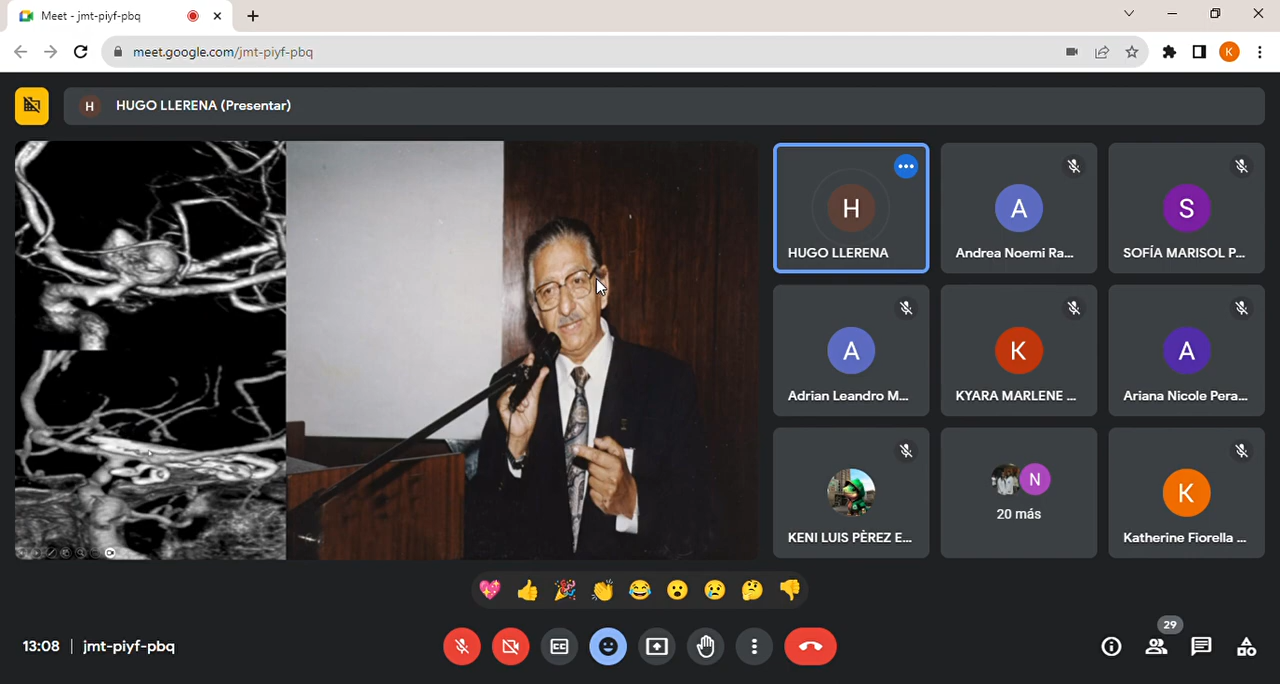 Meet - jmt-piyf-pbq
meet.google.com/jmt-piyf-pbq
K
H
HUGO LLERENA (Presentar)
H
HUGO LLERENA
A
Andrea Noemi Ra...
S
SOFÍA MARISOL P...
A
Adrian Leandro M...
K
KYARA MARLENE ...
A
Ariana Nicole Pera...
KENI LUIS PÈREZ E...
N
20 más
K
Katherine Fiorella ...
CC
13:08 | jmt-piyf-pbq
29